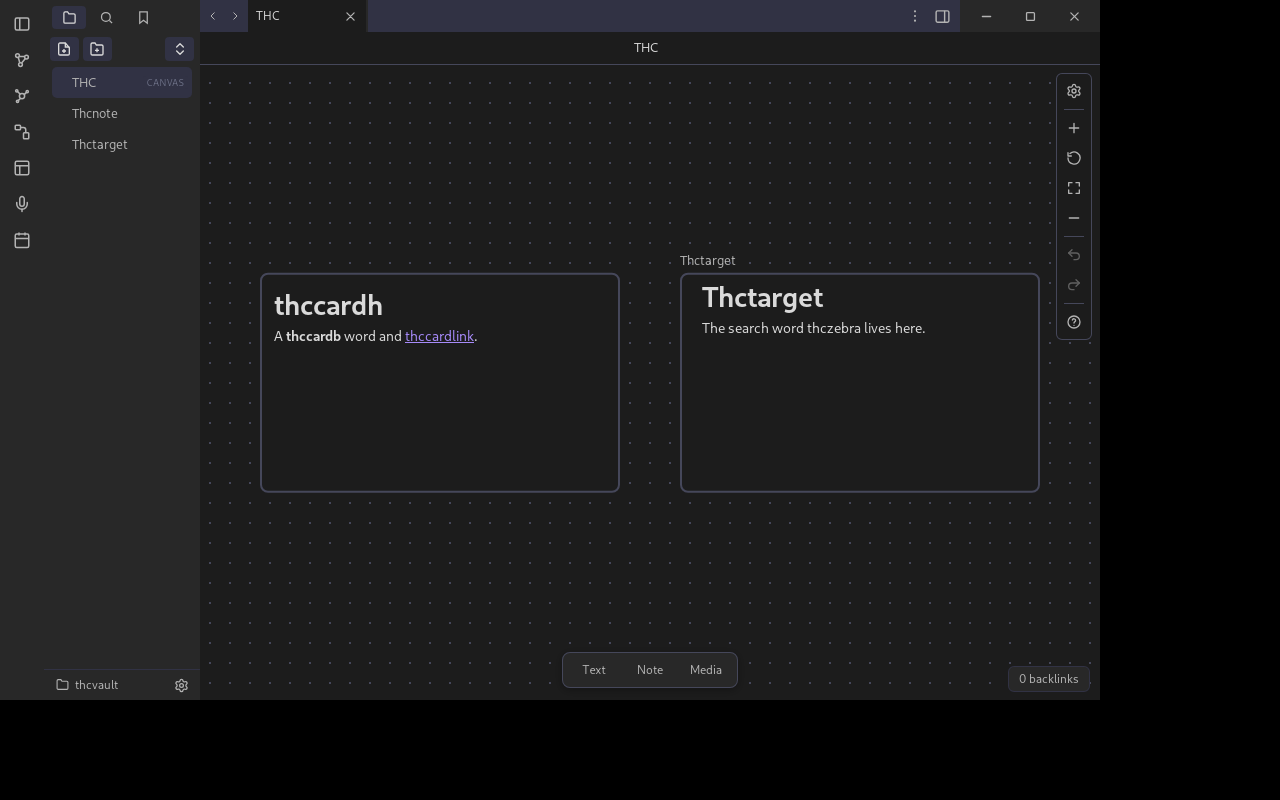 THC
THC
THC CANVAS
Thcnote
Thctarget
Thctarget
thccardh
A thccardb word and thccardlink.
Thctarget
The search word thczebra lives here.
Text Note Media
thcvault
0 backlinks